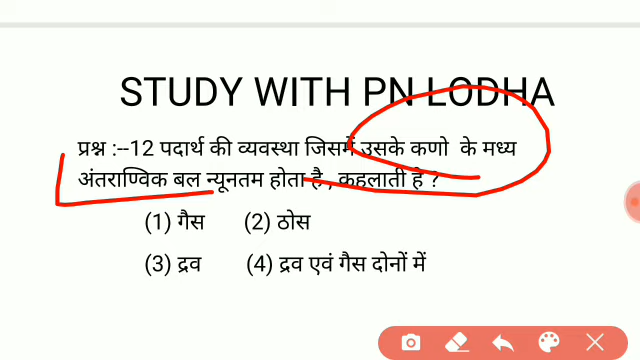 STUDY WITH PN LODHA
प्रश्न :--12 पदार्थ की व्यवस्था जिसमें उसके कणो के मध्य
अंतराण्विक बल न्यूनतम होता है , कहलाती है ?
(1) गैस (2) ठोस
(3) द्रव (4) द्रव एवं गैस दोनों में